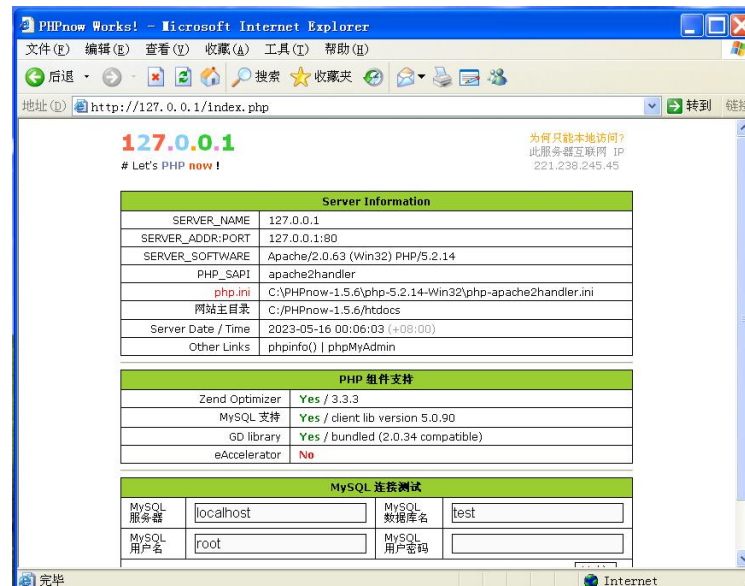 PHPnow Works! - Microsoft Internet Explorer
文件(F) 编辑(E) 查看(V) 收藏(A) 工具(T) 帮助(H)
后退 搜索 收藏夹
地址(D) http://127.0.0.1/index.php 转到 链接
127.0.0.1
# Let's PHP now !
为何只能本地访问?
此服务器互联网 IP
221.238.245.45
Server Information
SERVER_NAME 127.0.0.1
SERVER_ADDR:PORT 127.0.0.1:80
SERVER_SOFTWARE Apache/2.0.63 (Win32) PHP/5.2.14
PHP_SAPI apache2handler
php.ini C:\PHPnow-1.5.6\php-5.2.14-Win32\php-apache2handler.ini
网站主目录 C:/PHPnow-1.5.6/htdocs
Server Date / Time 2023-05-16 00:06:03 (+08:00)
Other Links phpinfo() | phpMyAdmin
PHP 组件支持
Zend Optimizer Yes / 3.3.3
MySQL 支持 Yes / client lib version 5.0.90
GD library Yes / bundled (2.0.34 compatible)
eAccelerator No
MySQL 连接测试
MySQL 服务器 localhost MySQL 数据库名 test
MySQL 用户名 root MySQL 用户密码
完毕 Internet